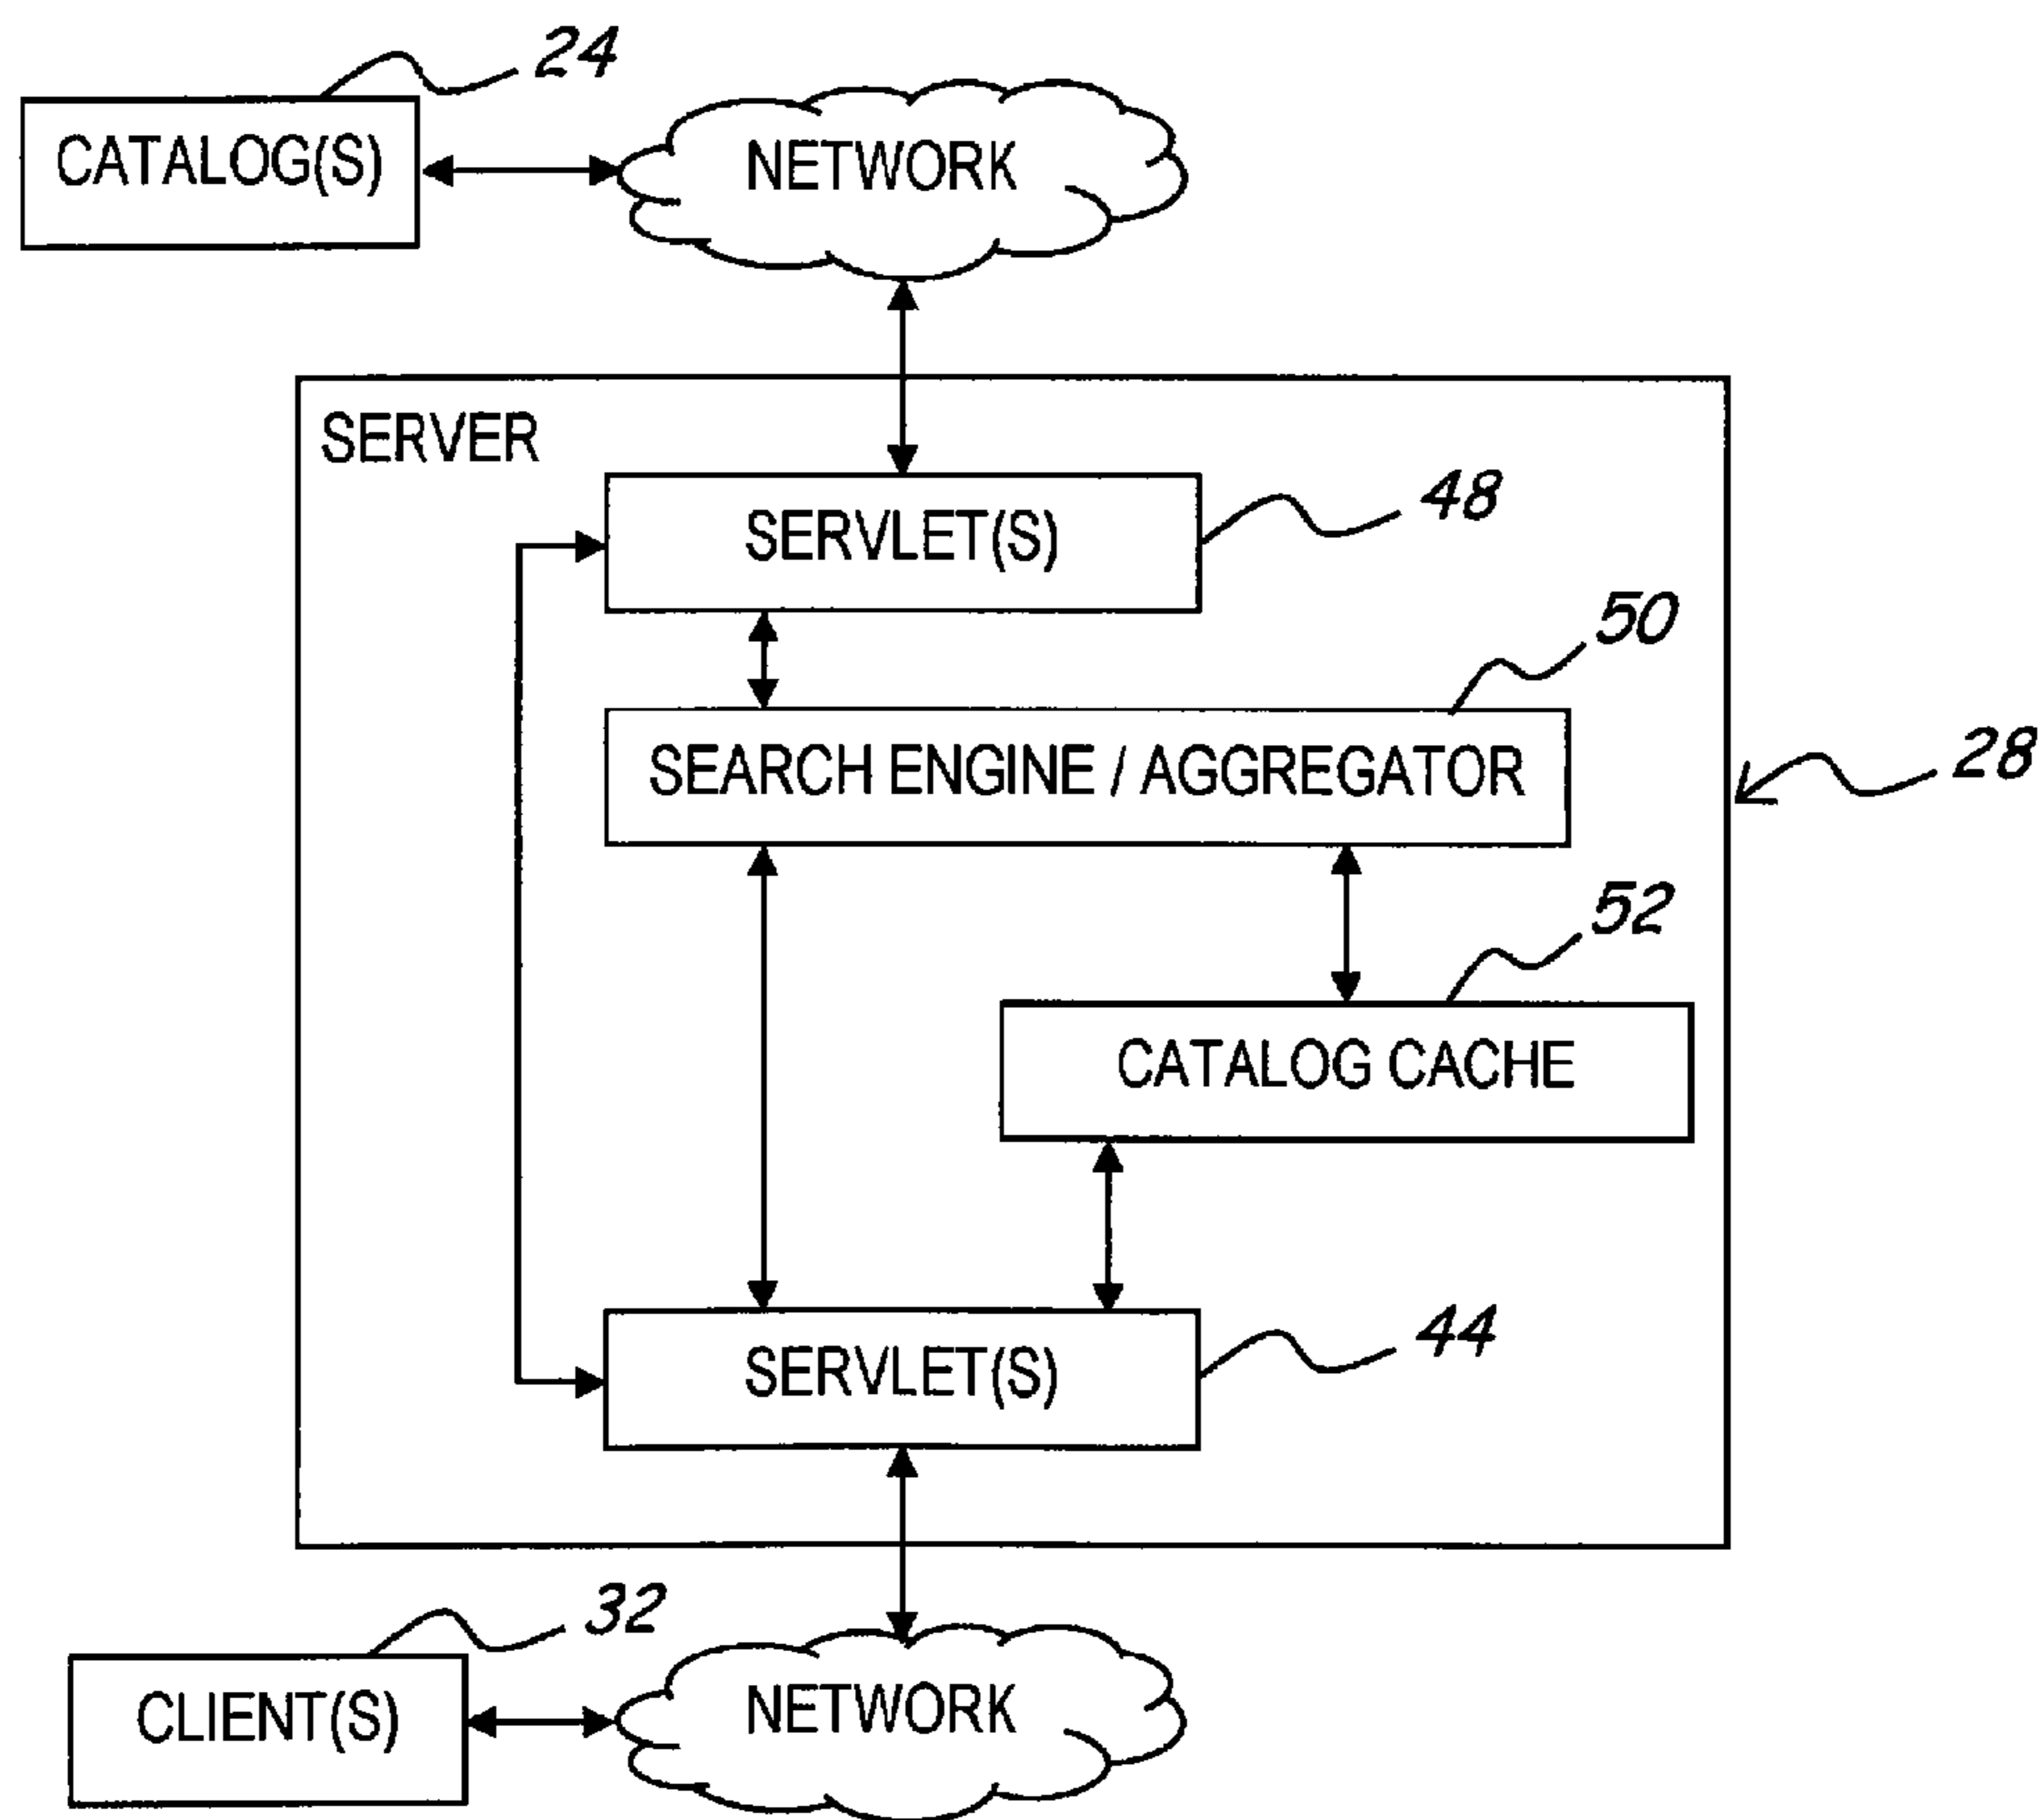 24
CATALOG(S)
NETWORK
SERVER
SERVLET(S)
48
50
SEARCH ENGINE / AGGREGATOR
28
52
CATALOG CACHE
SERVLET(S)
44
32
CLIENT(S)
NETWORK